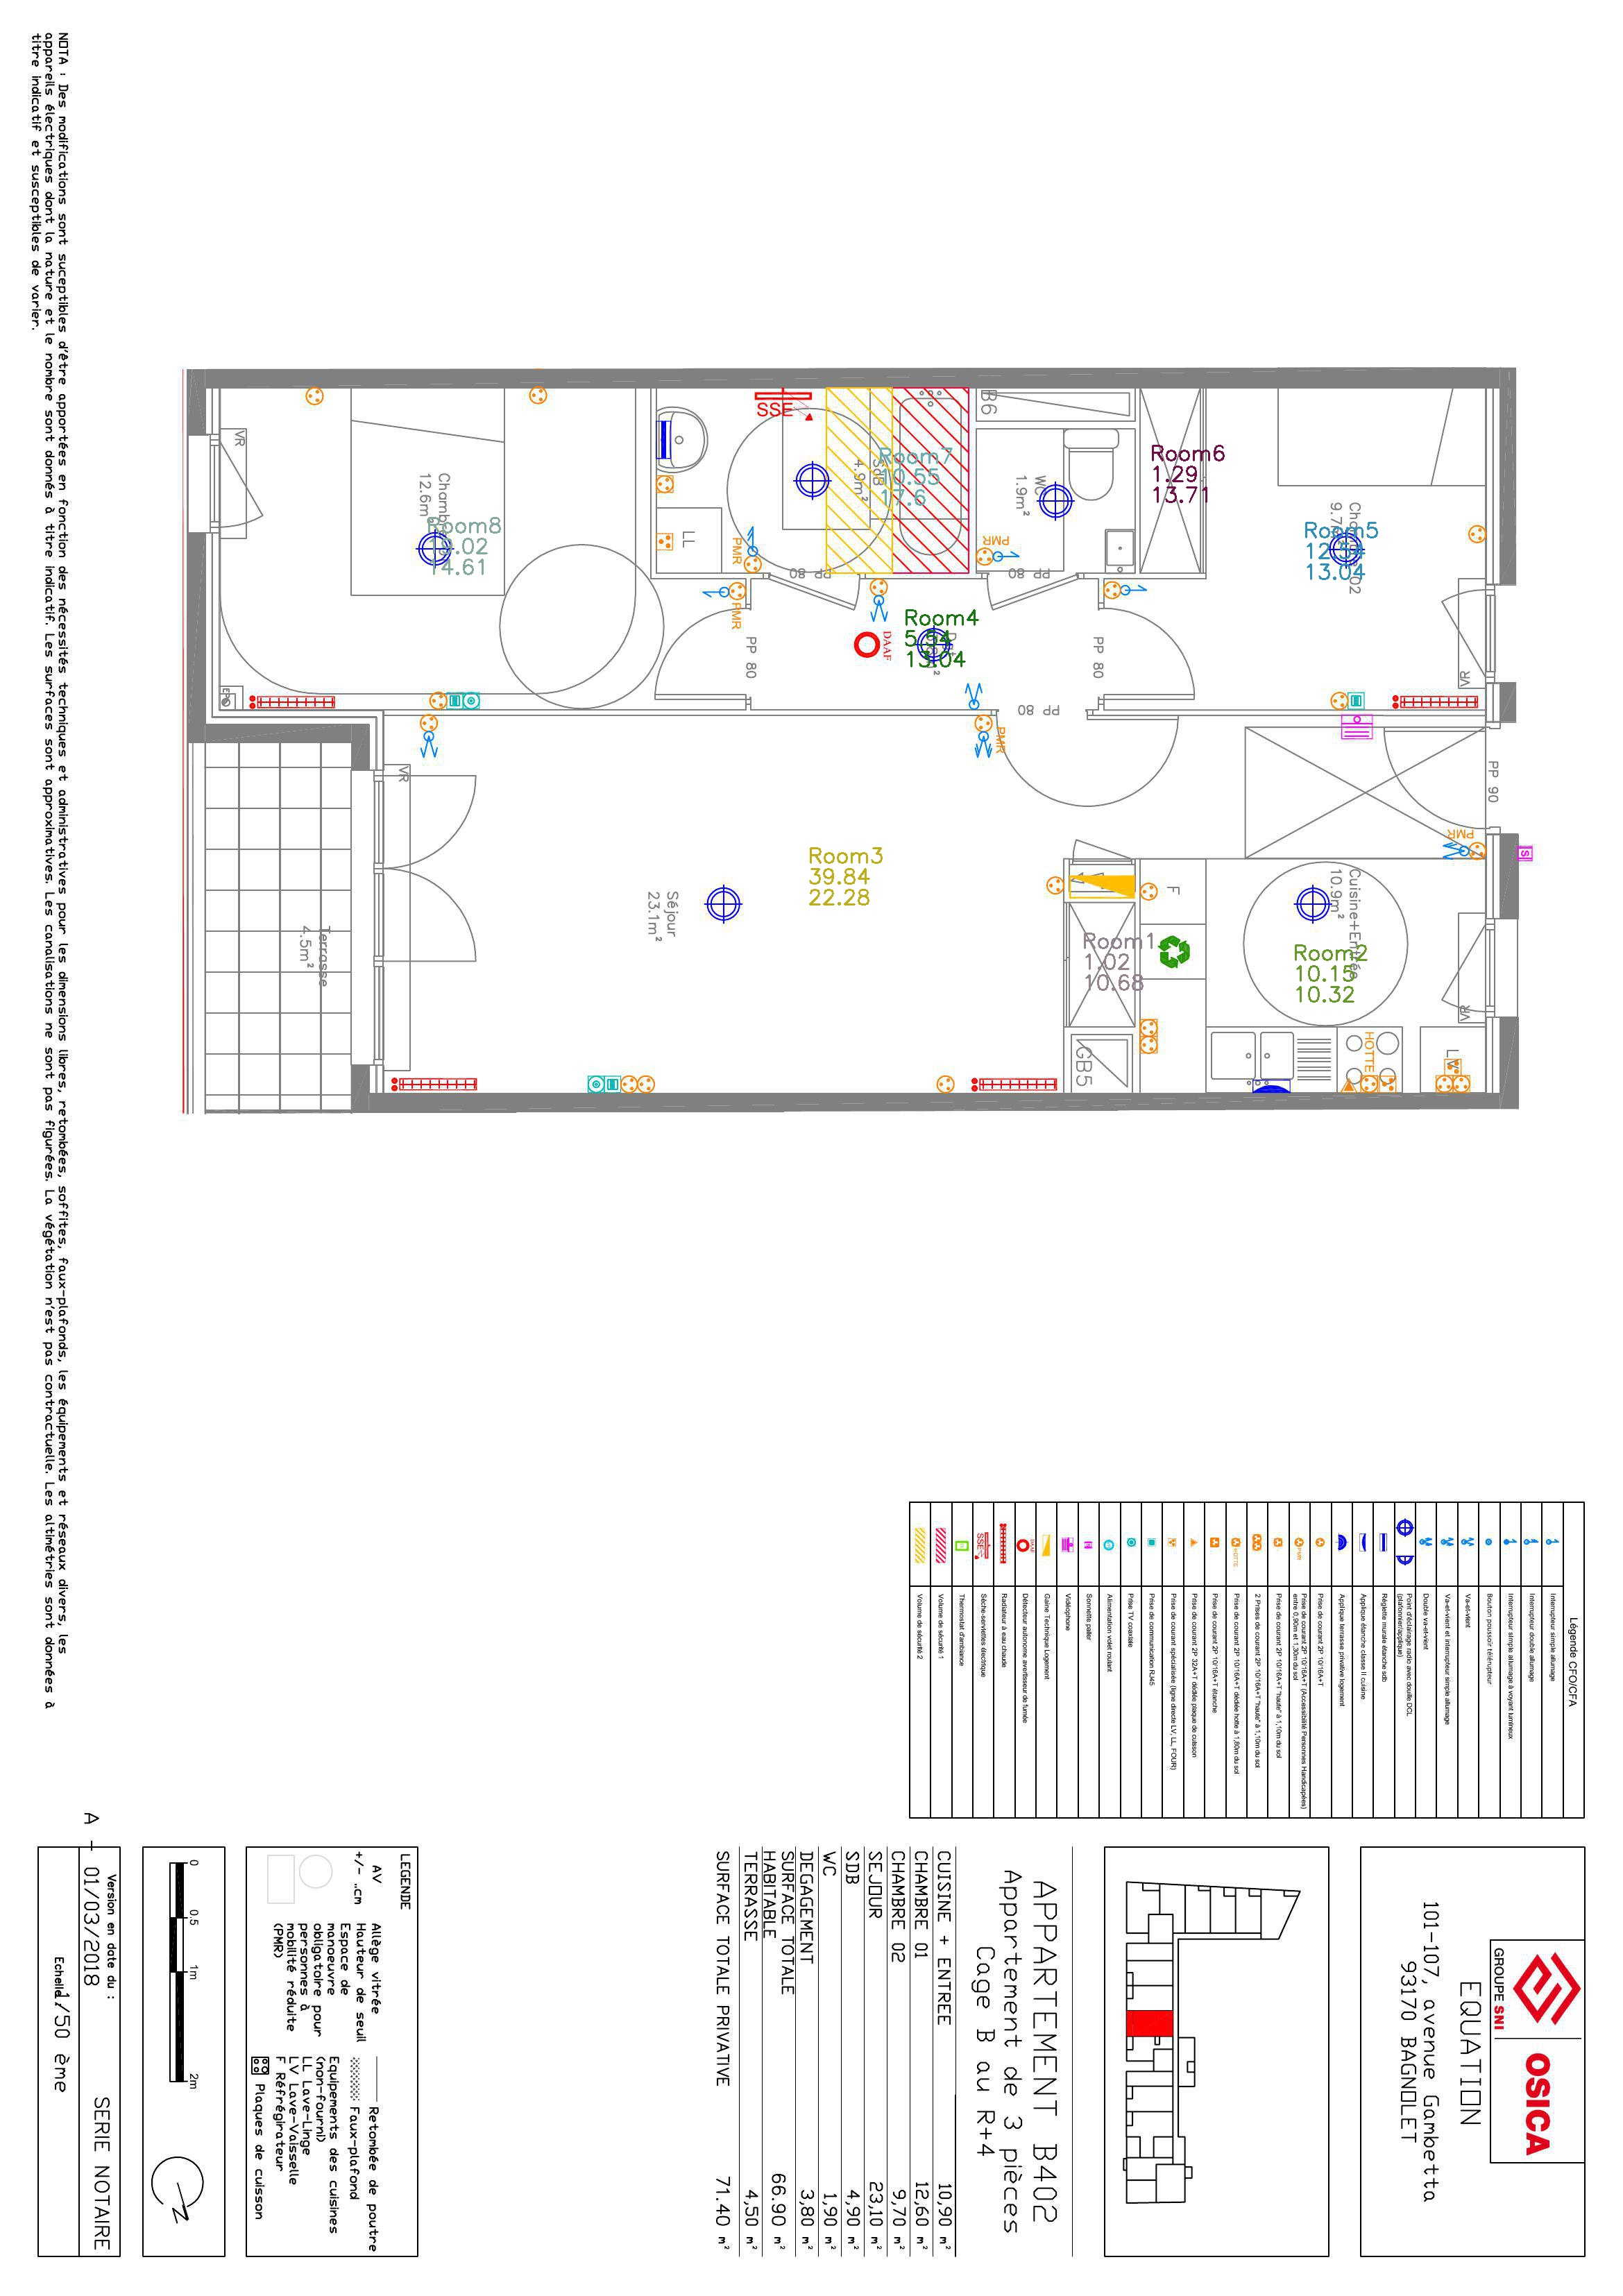 NOTA : Des modifications sont suceptibles d'être apportées en fonction des nécessités techniques et administratives pour les dimensions libres, retombées, soffites, faux-plafonds, les équipements et réseaux divers, les
appareils électriques dont la nature et le nombre sont donnés à titre indicatif. Les surfaces sont approximatives. Les canalisations ne sont pas figurées. La végétation n'est pas contractuelle. Les altimétries sont données à
titre indicatif et susceptibles de varier.
VR
Chambre
12.6m²
Room8
14.61
SSE
LL
PMR
PP 80
4.9m²
Room7
10.55
17.6
B6
WC
1.9m²
PMR
PP 80
Room6
1.29
13.71
Room5
13.04
VR
PMR
PP 80
DAAF
Room4
5.54
13.04
PP 80
PP 80
PMR
VR
Room3
39.84
22.28
Séjour
23.1m²
Terrasse
4.5m²
PP 90
PMR
S
F
Cuisine+Entrée
10.9m²
Room1
1.02
10.68
Room2
10.15
10.32
VR
GB5
HOTTE
LV
Légende CFO/CFA
Interrupteur simple allumage
Interrupteur double allumage
Interrupteur simple allumage à voyant lumineux
Bouton poussoir télérupteur
Va-et-vient
Va-et-vient et interrupteur simple allumage
Double va-et-vient
Point d'éclairage radio avec douille DCL
(plafonnier/applique)
Réglette murale étanche sdb
Applique étanche classe II cuisine
Applique terrasse privative logement
Prise de courant 2P 10/16A+T
PMR
Prise de courant 2P 10/16A+T (Accessibilité Personnes Handicapées)
entre 0,90m et 1,30m du sol
Prise de courant 2P 10/16A+T "haute" à 1,10m du sol
2 Prises de courant 2P 10/16A+T "haute" à 1,10m du sol
HOTTE
Prise de courant 2P 10/16A+T dédiée hotte à 1,80m du sol
Prise de courant 2P 10/16A+T étanche
Prise de courant 2P 32A+T dédiée plaque de cuisson
Prise de courant spécialisée (ligne directe LV, LL, FOUR)
Prise de communication RJ45
Prise TV coaxiale
Alimentation volet roulant
Sonnette palier
Vidéophone
Gaine Technique Logement
DAAF
Détecteur autonome avertisseur de fumée
Radiateur à eau chaude
SSE
Sèche-serviettes électrique
Thermostat d'ambiance
Volume de sécurité 1
Volume de sécurité 2
GROUPE SNI
OSICA
EQUATION
101-107, avenue Gambetta
93170 BAGNOLET
APPARTEMENT B402
Appartement de 3 pièces
Cage B au R+4
CUISINE + ENTREE 10,90 m²
CHAMBRE 01 12,60 m²
CHAMBRE 02 9,70 m²
SEJOUR 23,10 m²
SDB 4,90 m²
WC 1,90 m²
DEGAGEMENT 3,80 m²
SURFACE TOTALE
HABITABLE 66.90 m²
TERRASSE 4,50 m²
SURFACE TOTALE PRIVATIVE 71.40 m²
LEGENDE
AV Allège vitrée
+/- ..cm Hauteur de seuil
Espace de
manoeuvre
obligatoire pour
personnes à
mobilité réduite
(PMR)
Retombée de poutre
Faux-plafond
Equipements des cuisines
(non-fourni)
LL Lave-Linge
LV Lave-Vaisselle
F Réfrigérateur
Plaques de cuisson
0 0,5 1m 2m
N
A -
Version en date du :
01/03/2018
SERIE NOTAIRE
Echelle 1/50 ème